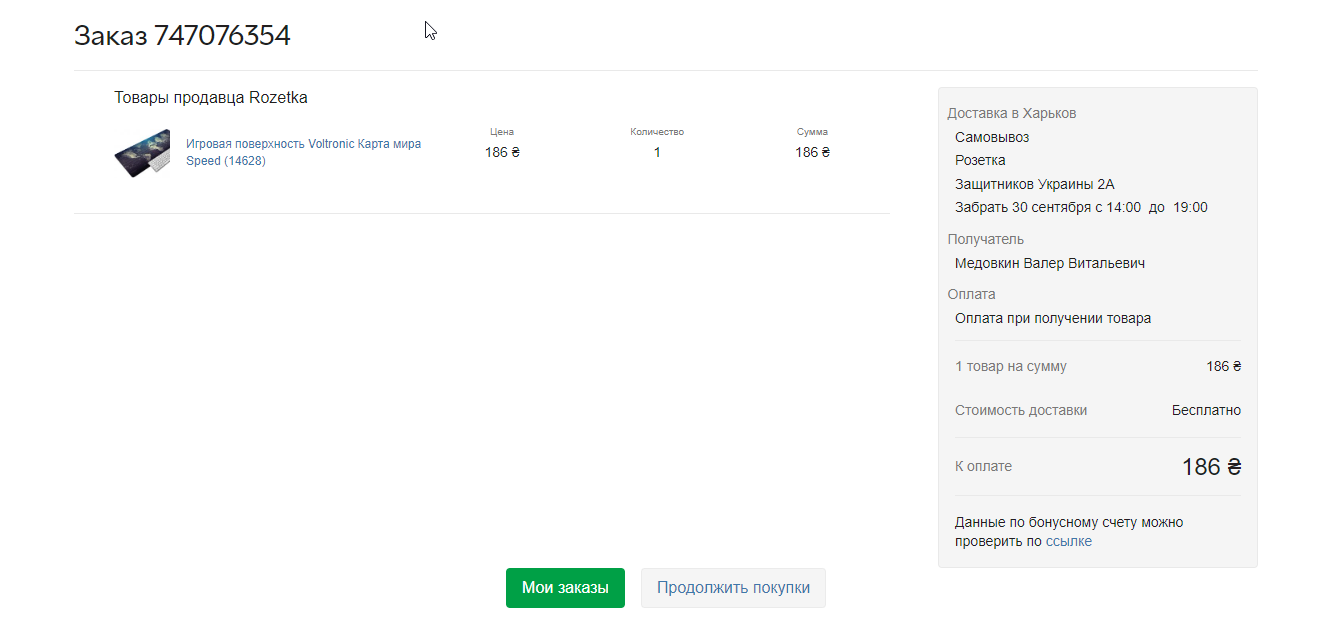 Заказ 747076354
Товары продавца Rozetka
Игровая поверхность Voltronic Карта мира
Speed (14628)
Цена
186 ₴
Количество
1
Сумма
186 ₴
Доставка в Харьков
Самовывоз
Розетка
Защитников Украины 2А
Забрать 30 сентября с 14:00 до 19:00
Получатель
Медовкин Валер Витальевич
Оплата
Оплата при получении товара
1 товар на сумму 186 ₴
Стоимость доставки Бесплатно
К оплате 186 ₴
Данные по бонусному счету можно
проверить по ссылке
Мои заказы
Продолжить покупки